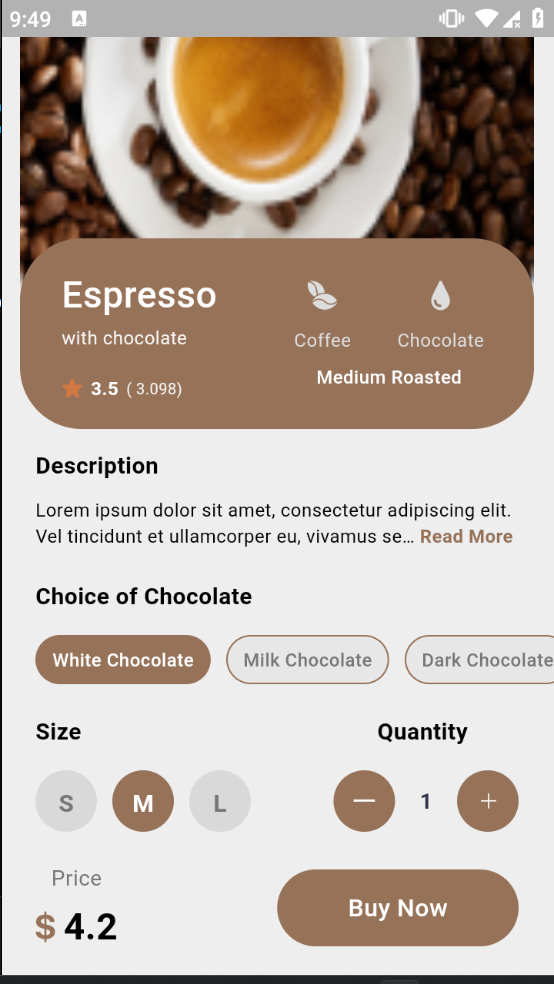 9:49 A
Espresso
with chocolate
3.5 ( 3.098)
Coffee
Chocolate
Medium Roasted
Description
Lorem ipsum dolor sit amet, consectetur adipiscing elit.
Vel tincidunt et ullamcorper eu, vivamus se… Read More
Choice of Chocolate
White Chocolate Milk Chocolate Dark Chocolate
Size Quantity
S M L — 1 +
Price
$ 4.2
Buy Now